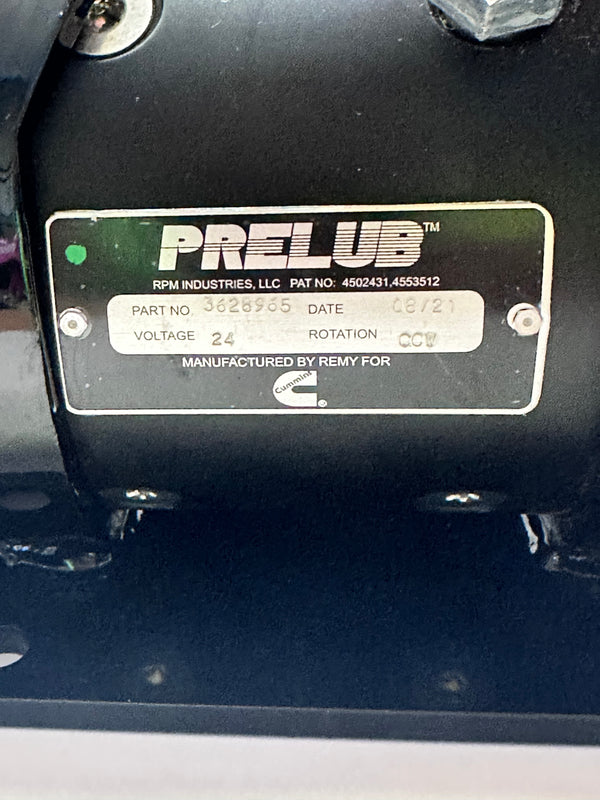 PRELUB™
RPM INDUSTRIES, LLC PAT NO: 4502431,4553512
PART NO. 3628965 DATE 08/21
VOLTAGE 24 ROTATION CCW
MANUFACTURED BY REMY FOR
Cummins
®